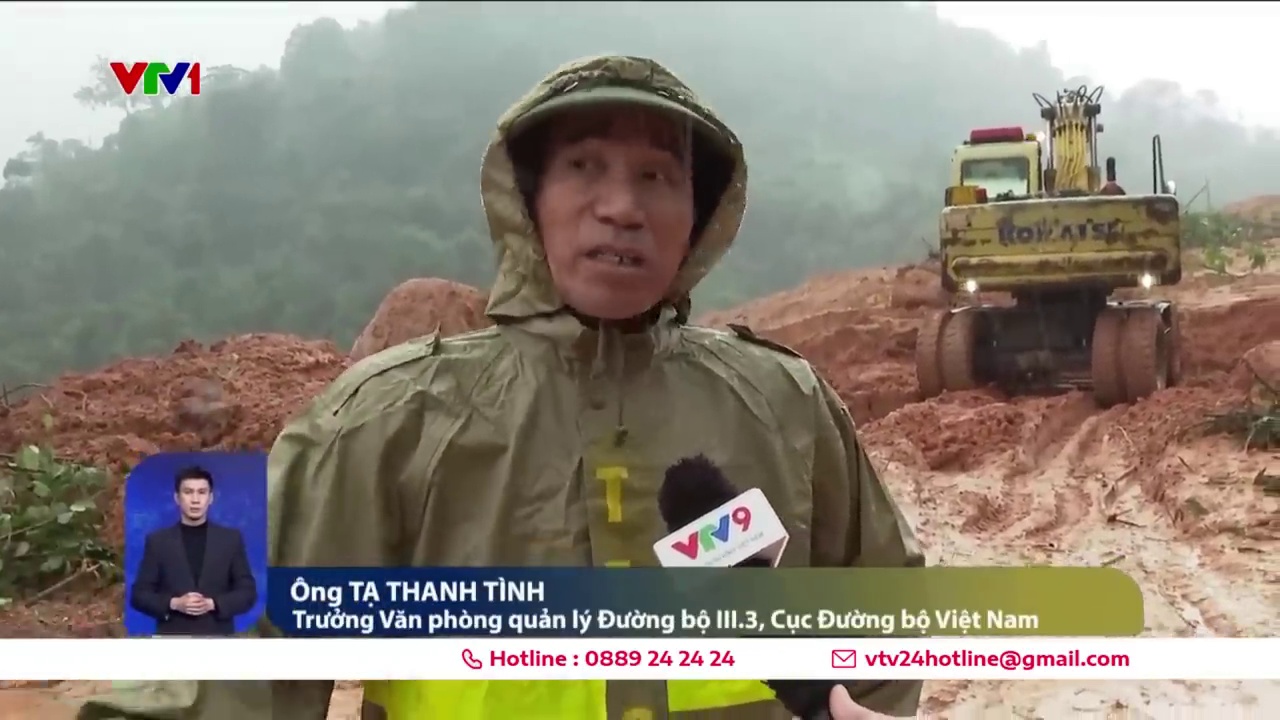 VTV1
KOMATSU
VTV9
Ông TẠ THANH TÌNH
Trưởng Văn phòng quản lý Đường bộ III.3, Cục Đường bộ Việt Nam
Hotline : 0889 24 24 24
vtv24hotline@gmail.com